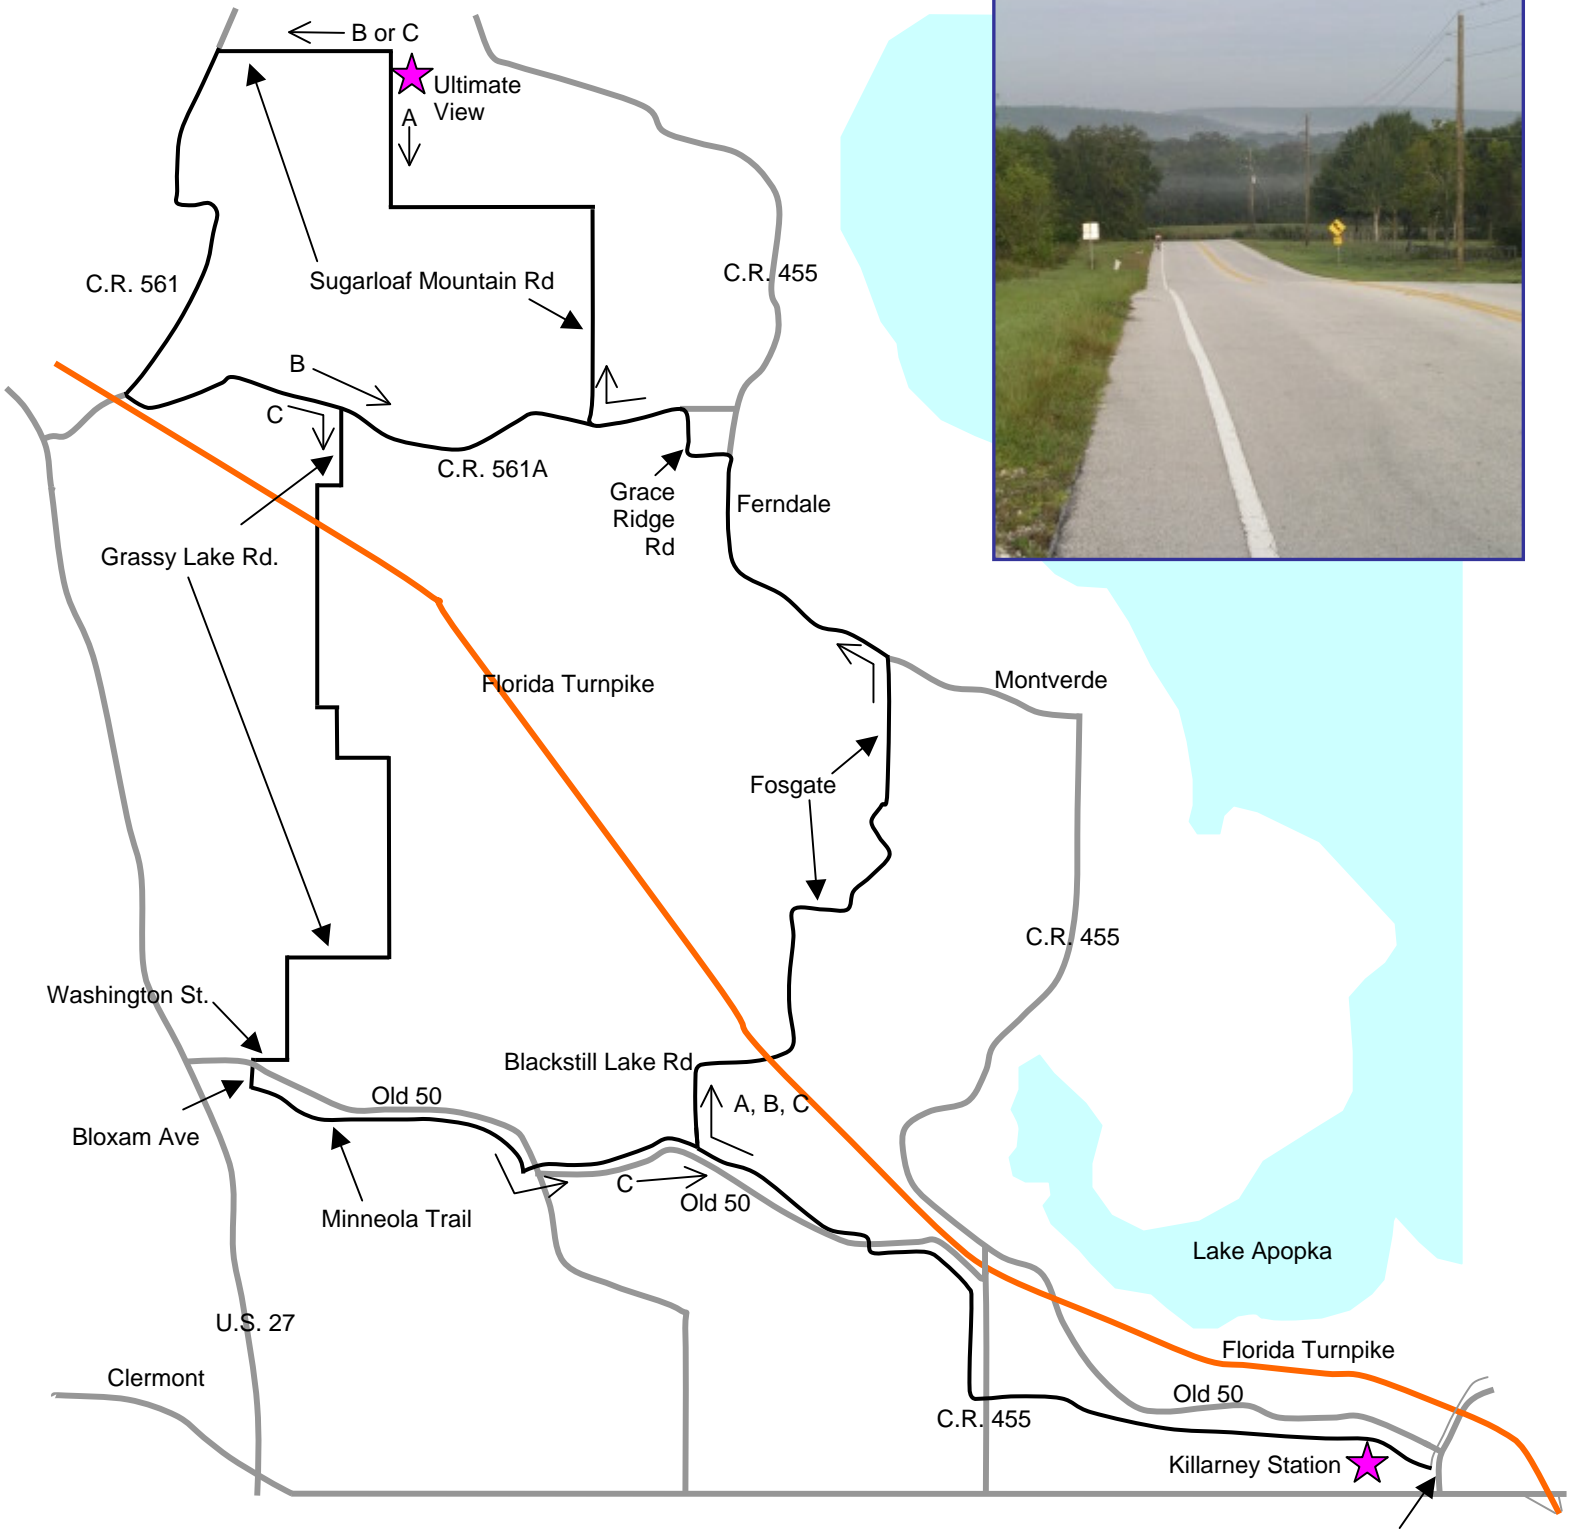 B or C
Ultimate
View
A
C.R. 561
Sugarloaf Mountain Rd
C.R. 455
B
C
C.R. 561A
Grace
Ridge
Rd
Ferndale
Grassy Lake Rd.
Florida Turnpike
Montverde
Fosgate
C.R. 455
Washington St.
Blackstill Lake Rd
Old 50
A, B, C
Bloxam Ave
C
Old 50
Minneola Trail
Lake Apopka
U.S. 27
Florida Turnpike
Clermont
Old 50
C.R. 455
Killarney Station